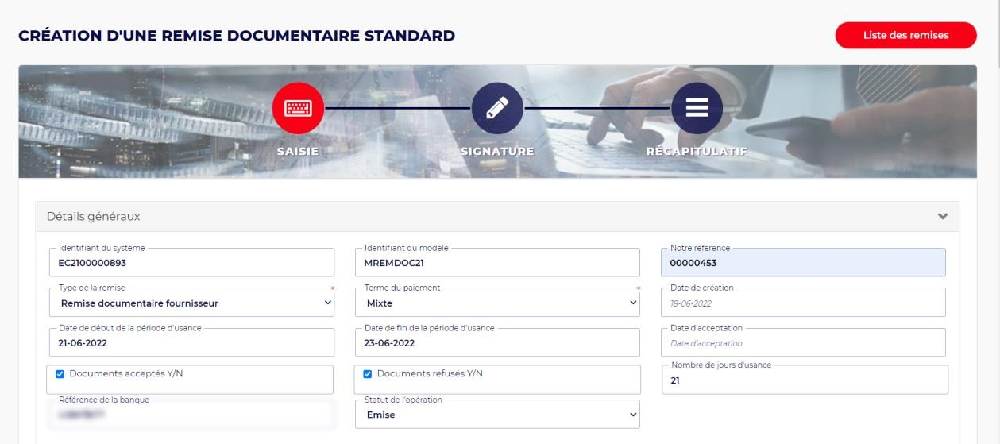 CRÉATION D'UNE REMISE DOCUMENTAIRE STANDARD
Liste des remises
SAISIE
SIGNATURE
RÉCAPITULATIF
Détails généraux
Identifiant du système
EC2100000893
Identifiant du modèle
MREMDOC21
Notre référence
00000453
Type de la remise *
Remise documentaire fournisseur
Terme du paiement *
Mixte
Date de création
18-06-2022
Date de début de la période d'usance
21-06-2022
Date de fin de la période d'usance
23-06-2022
Date d'acceptation
Date d'acceptation
Documents acceptés Y/N
Documents refusés Y/N
Nombre de jours d'usance
21
Référence de la banque
Statut de l'opération
Emise